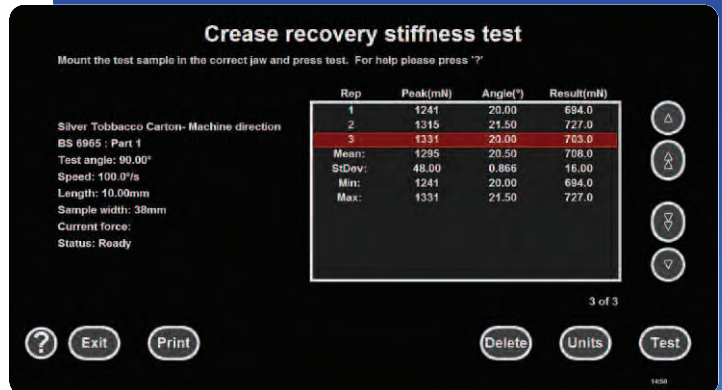 Crease recovery stiffness test
Mount the test sample in the correct jaw and press test. For help please press '?'
Silver Tobbacco Carton- Machine direction
BS 6965 : Part 1
Test angle: 90.00°
Speed: 100.0°/s
Length: 10.00mm
Sample width: 38mm
Current force:
Status: Ready
Rep Peak(mN) Angle(°) Result(mN)
1 1241 20.00 694.0
2 1315 21.50 727.0
3 1331 20.00 703.0
Mean: 1295 20.50 708.0
StDev: 48.00 0.866 16.00
Min: 1241 20.00 694.0
Max: 1331 21.50 727.0
3 of 3
? Exit Print Delete Units Test
14:50